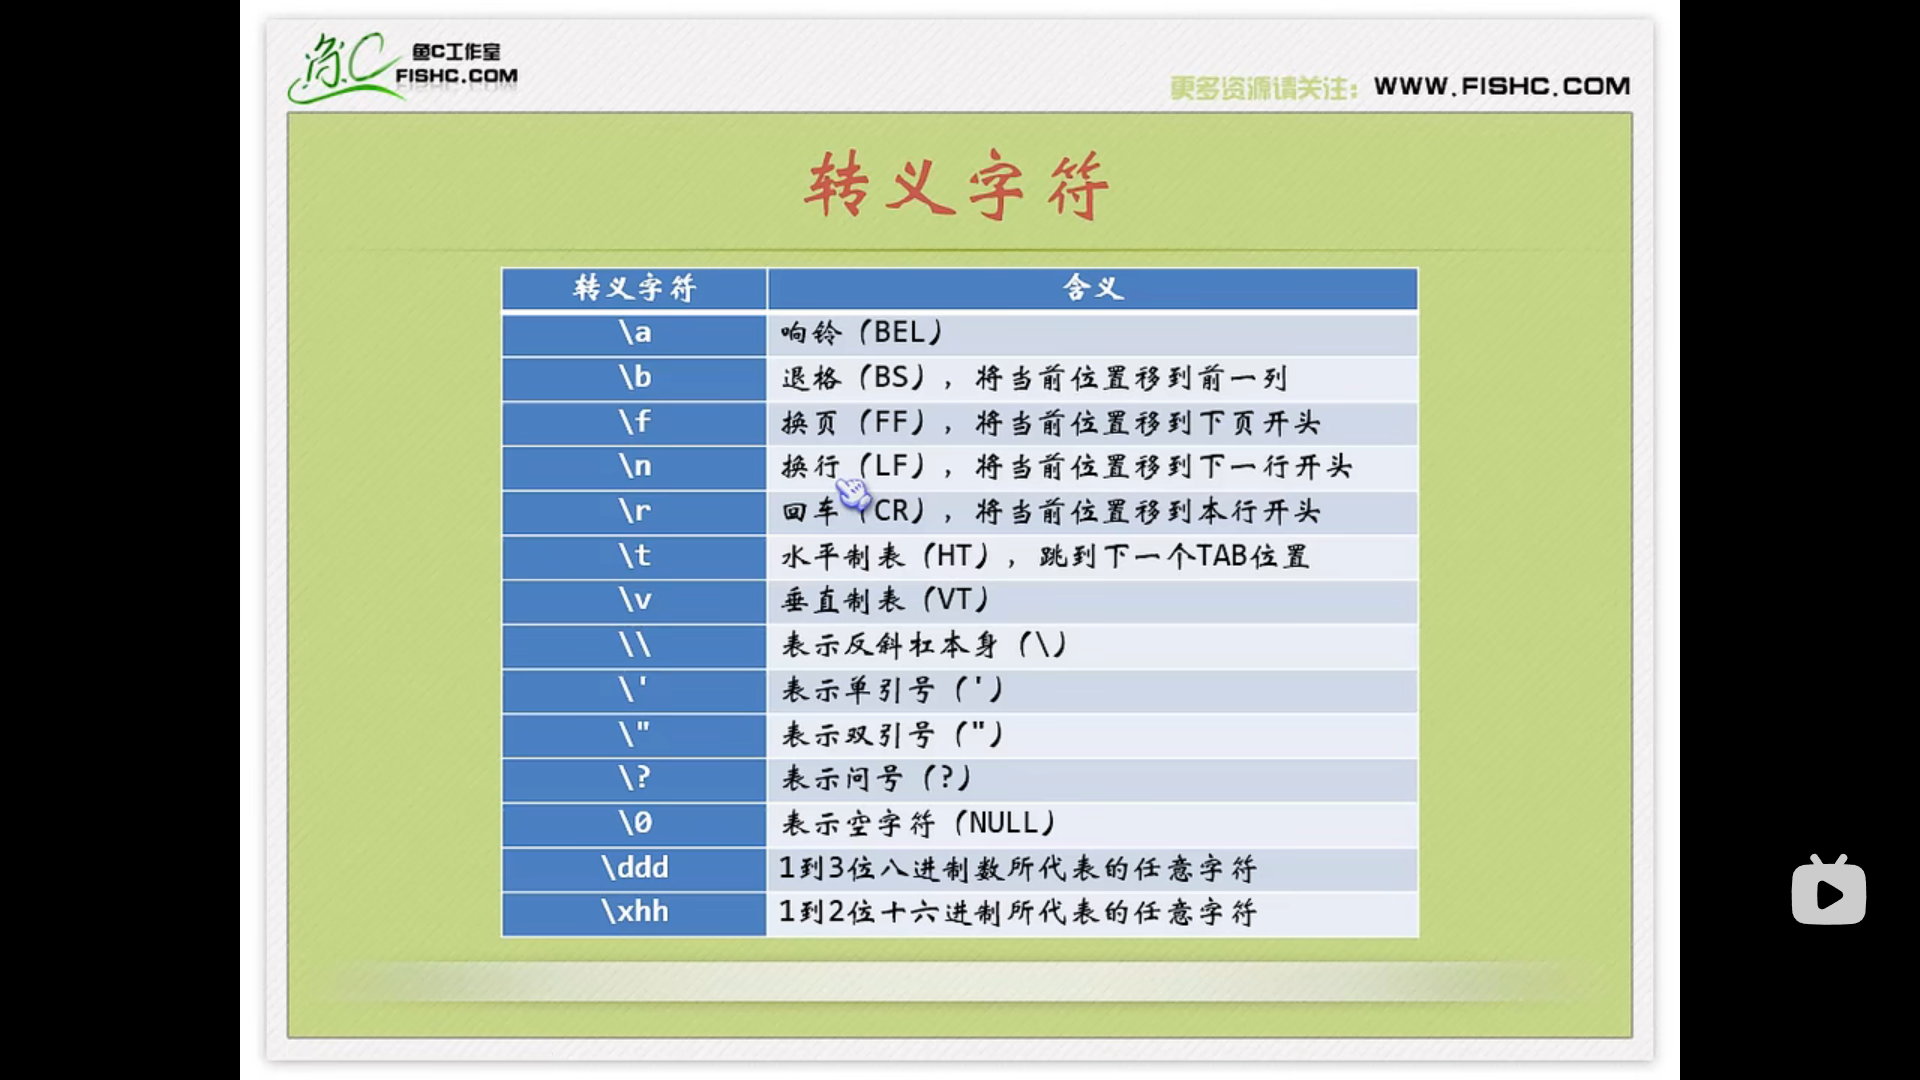 鱼C 鱼C工作室
FISHC.COM
更多资源请关注: WWW.FISHC.COM
转义字符
转义字符 含义
\a 响铃（BEL）
\b 退格（BS），将当前位置移到前一列
\f 换页（FF），将当前位置移到下页开头
\n 换行（LF），将当前位置移到下一行开头
\r 回车（CR），将当前位置移到本行开头
\t 水平制表（HT），跳到下一个TAB位置
\v 垂直制表（VT）
\\ 表示反斜杠本身（\）
\' 表示单引号（'）
\" 表示双引号（"）
\? 表示问号（?）
\0 表示空字符（NULL）
\ddd 1到3位八进制数所代表的任意字符
\xhh 1到2位十六进制所代表的任意字符